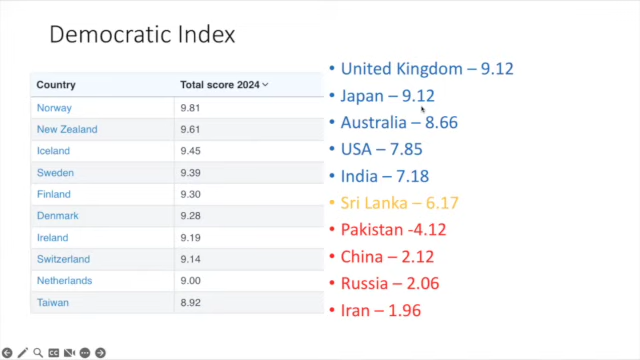 Democratic Index
Country Total score 2024
Norway 9.81
New Zealand 9.61
Iceland 9.45
Sweden 9.39
Finland 9.30
Denmark 9.28
Ireland 9.19
Switzerland 9.14
Netherlands 9.00
Taiwan 8.92
• United Kingdom – 9.12
• Japan – 9.12
• Australia – 8.66
• USA – 7.85
• India – 7.18
• Sri Lanka – 6.17
• Pakistan -4.12
• China – 2.12
• Russia – 2.06
• Iran – 1.96